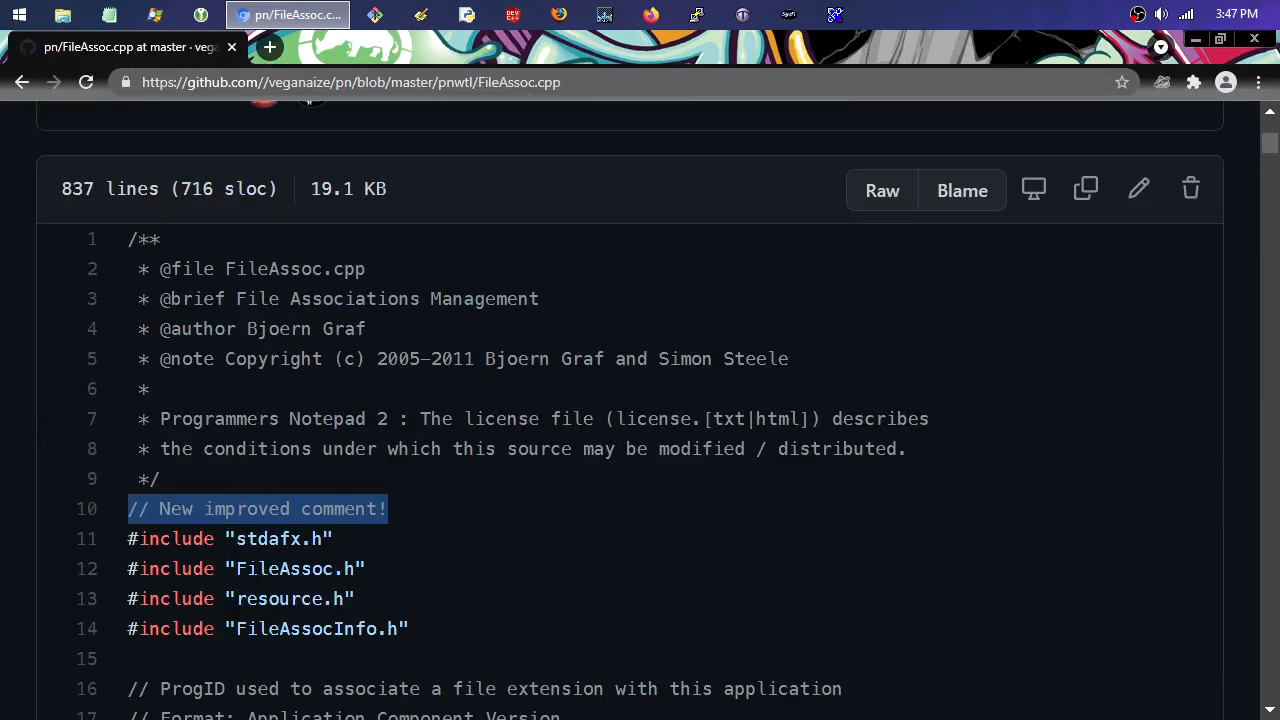 pn/FileAssoc.c...
3:47 PM
pn/FileAssoc.cpp at master · veg
https://github.com//veganaize/pn/blob/master/pnwtl/FileAssoc.cpp
837 lines (716 sloc) 19.1 KB
Raw Blame
1 /**
2 * @file FileAssoc.cpp
3 * @brief File Associations Management
4 * @author Bjoern Graf
5 * @note Copyright (c) 2005-2011 Bjoern Graf and Simon Steele
6 *
7 * Programmers Notepad 2 : The license file (license.[txt|html]) describes
8 * the conditions under which this source may be modified / distributed.
9 */
10 // New improved comment!
11 #include "stdafx.h"
12 #include "FileAssoc.h"
13 #include "resource.h"
14 #include "FileAssocInfo.h"
15
16 // ProgID used to associate a file extension with this application
17 // Format: Application Component Version